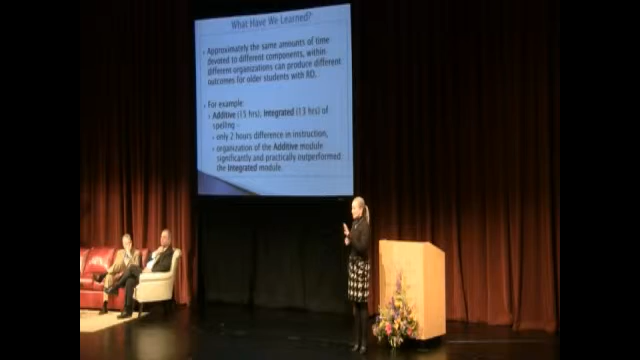 What Have We Learned?
Approximately the same amounts of time
devoted to different components, within
different organizations can produce different
outcomes for older students with RD.
For example:
Additive (15 hrs), Integrated (13 hrs) of
spelling -
only 2 hours difference in instruction,
organization of the Additive module
significantly and practically outperformed
the Integrated module.